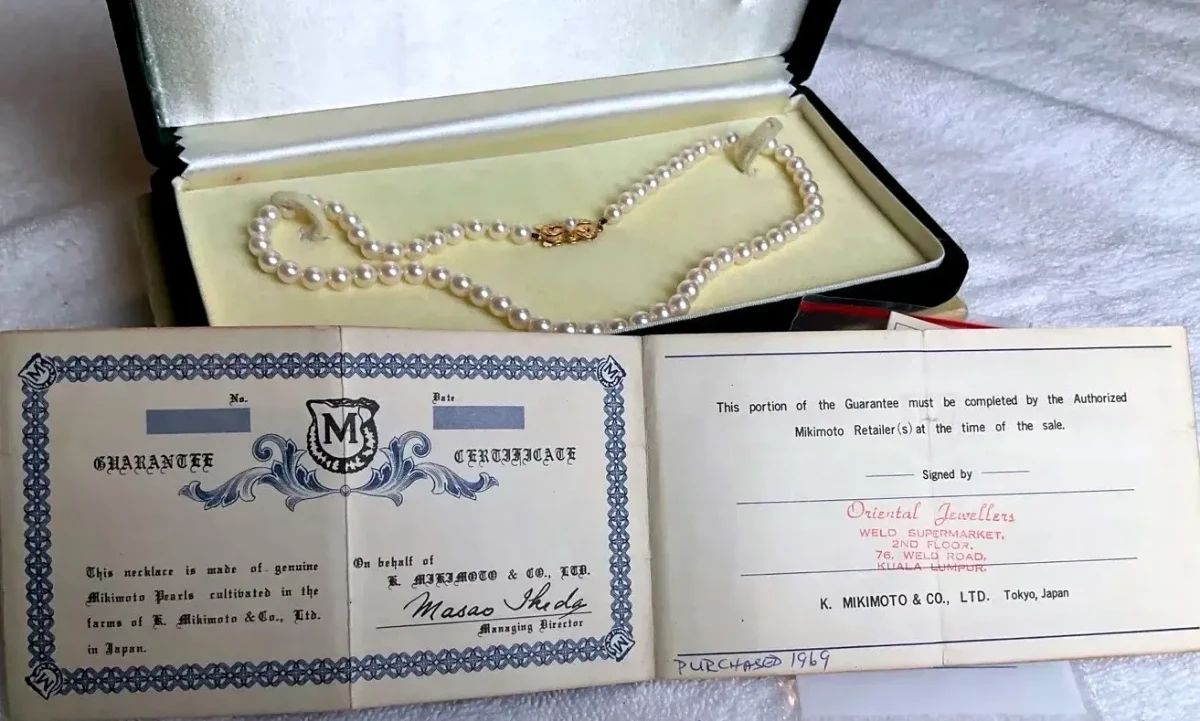 No.
Date
M
GUARANTEE
CERTIFICATE
This necklace is made of genuine
Mikimoto Pearls cultivated in the
farms of K. Mikimoto & Co., Ltd.
in Japan.
On behalf of
K. MIKIMOTO & CO., LTD.
Masao Ikeda
Managing Director
This portion of the Guarantee must be completed by the Authorized
Mikimoto Retailer(s) at the time of the sale.
Signed by
Oriental Jewellers
WELD SUPERMARKET,
2ND FLOOR,
76, WELD ROAD,
KUALA LUMPUR.
K. MIKIMOTO & CO., LTD. Tokyo, Japan
PURCHASED 1969